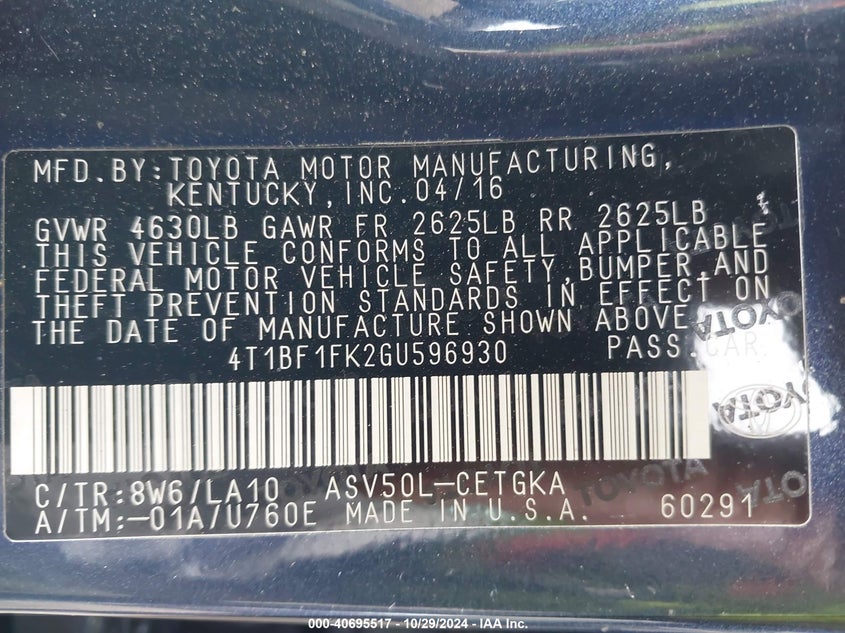 MFD.BY:TOYOTA MOTOR MANUFACTURING,
KENTUCKY,INC.04/16
GVWR 4630LB GAWR FR 2625LB RR 2625LB
THIS VEHICLE CONFORMS TO ALL APPLICABLE
FEDERAL MOTOR VEHICLE SAFETY,BUMPER,AND
THEFT PREVENTION STANDARDS IN EFFECT ON
THE DATE OF MANUFACTURE SHOWN ABOVE.
4T1BF1FK2GU596930 PASS.CAR
C/TR:8W6/LA10 ASV50L-CETGKA
A/TM:-01A/U760E MADE IN U.S.A. 60291
TOYOTA
TOYOTA
000-40695517 - 10/29/2024 - IAA Inc.